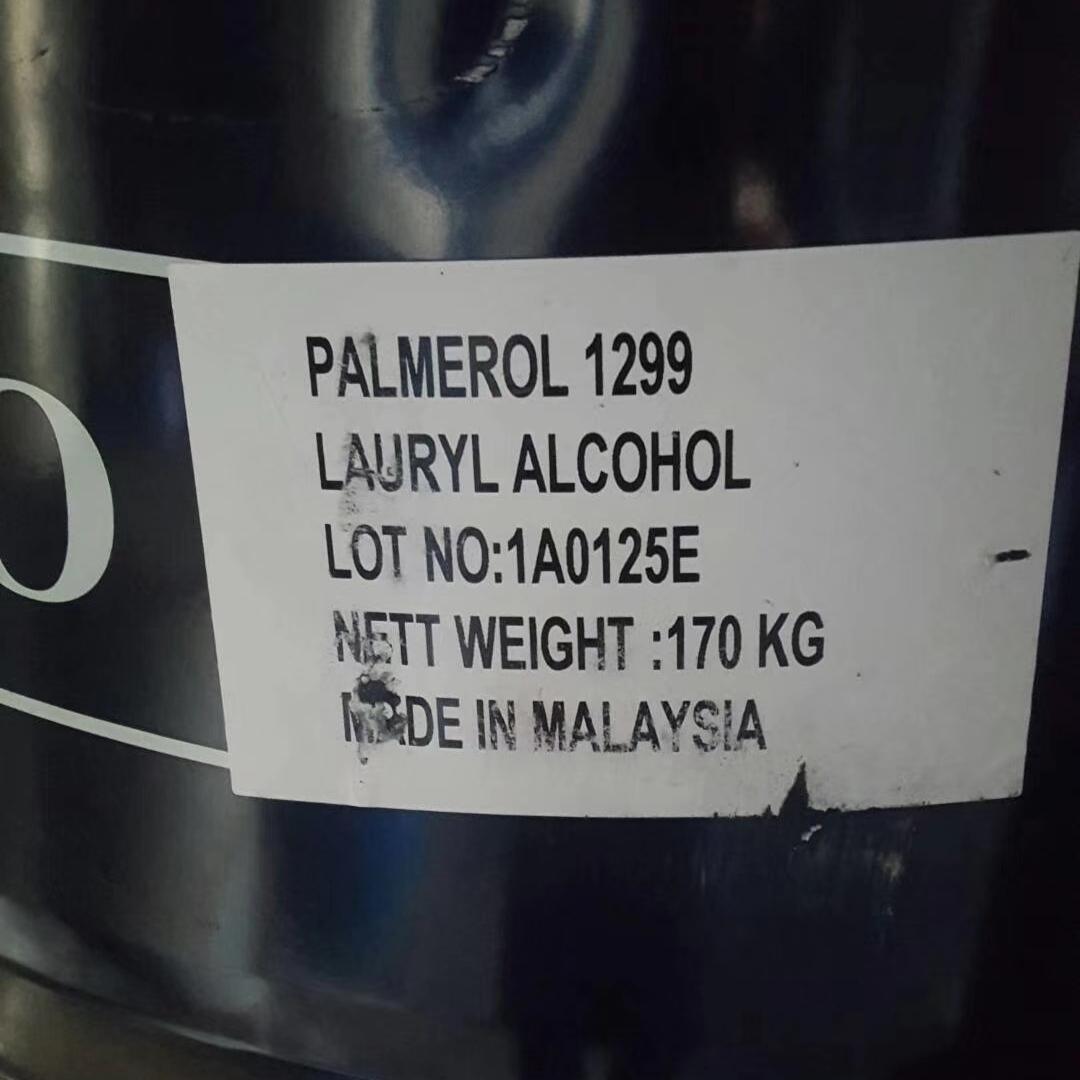 PALMEROL 1299
LAURYL ALCOHOL
LOT NO:1A0125E
NETT WEIGHT :170 KG
MADE IN MALAYSIA